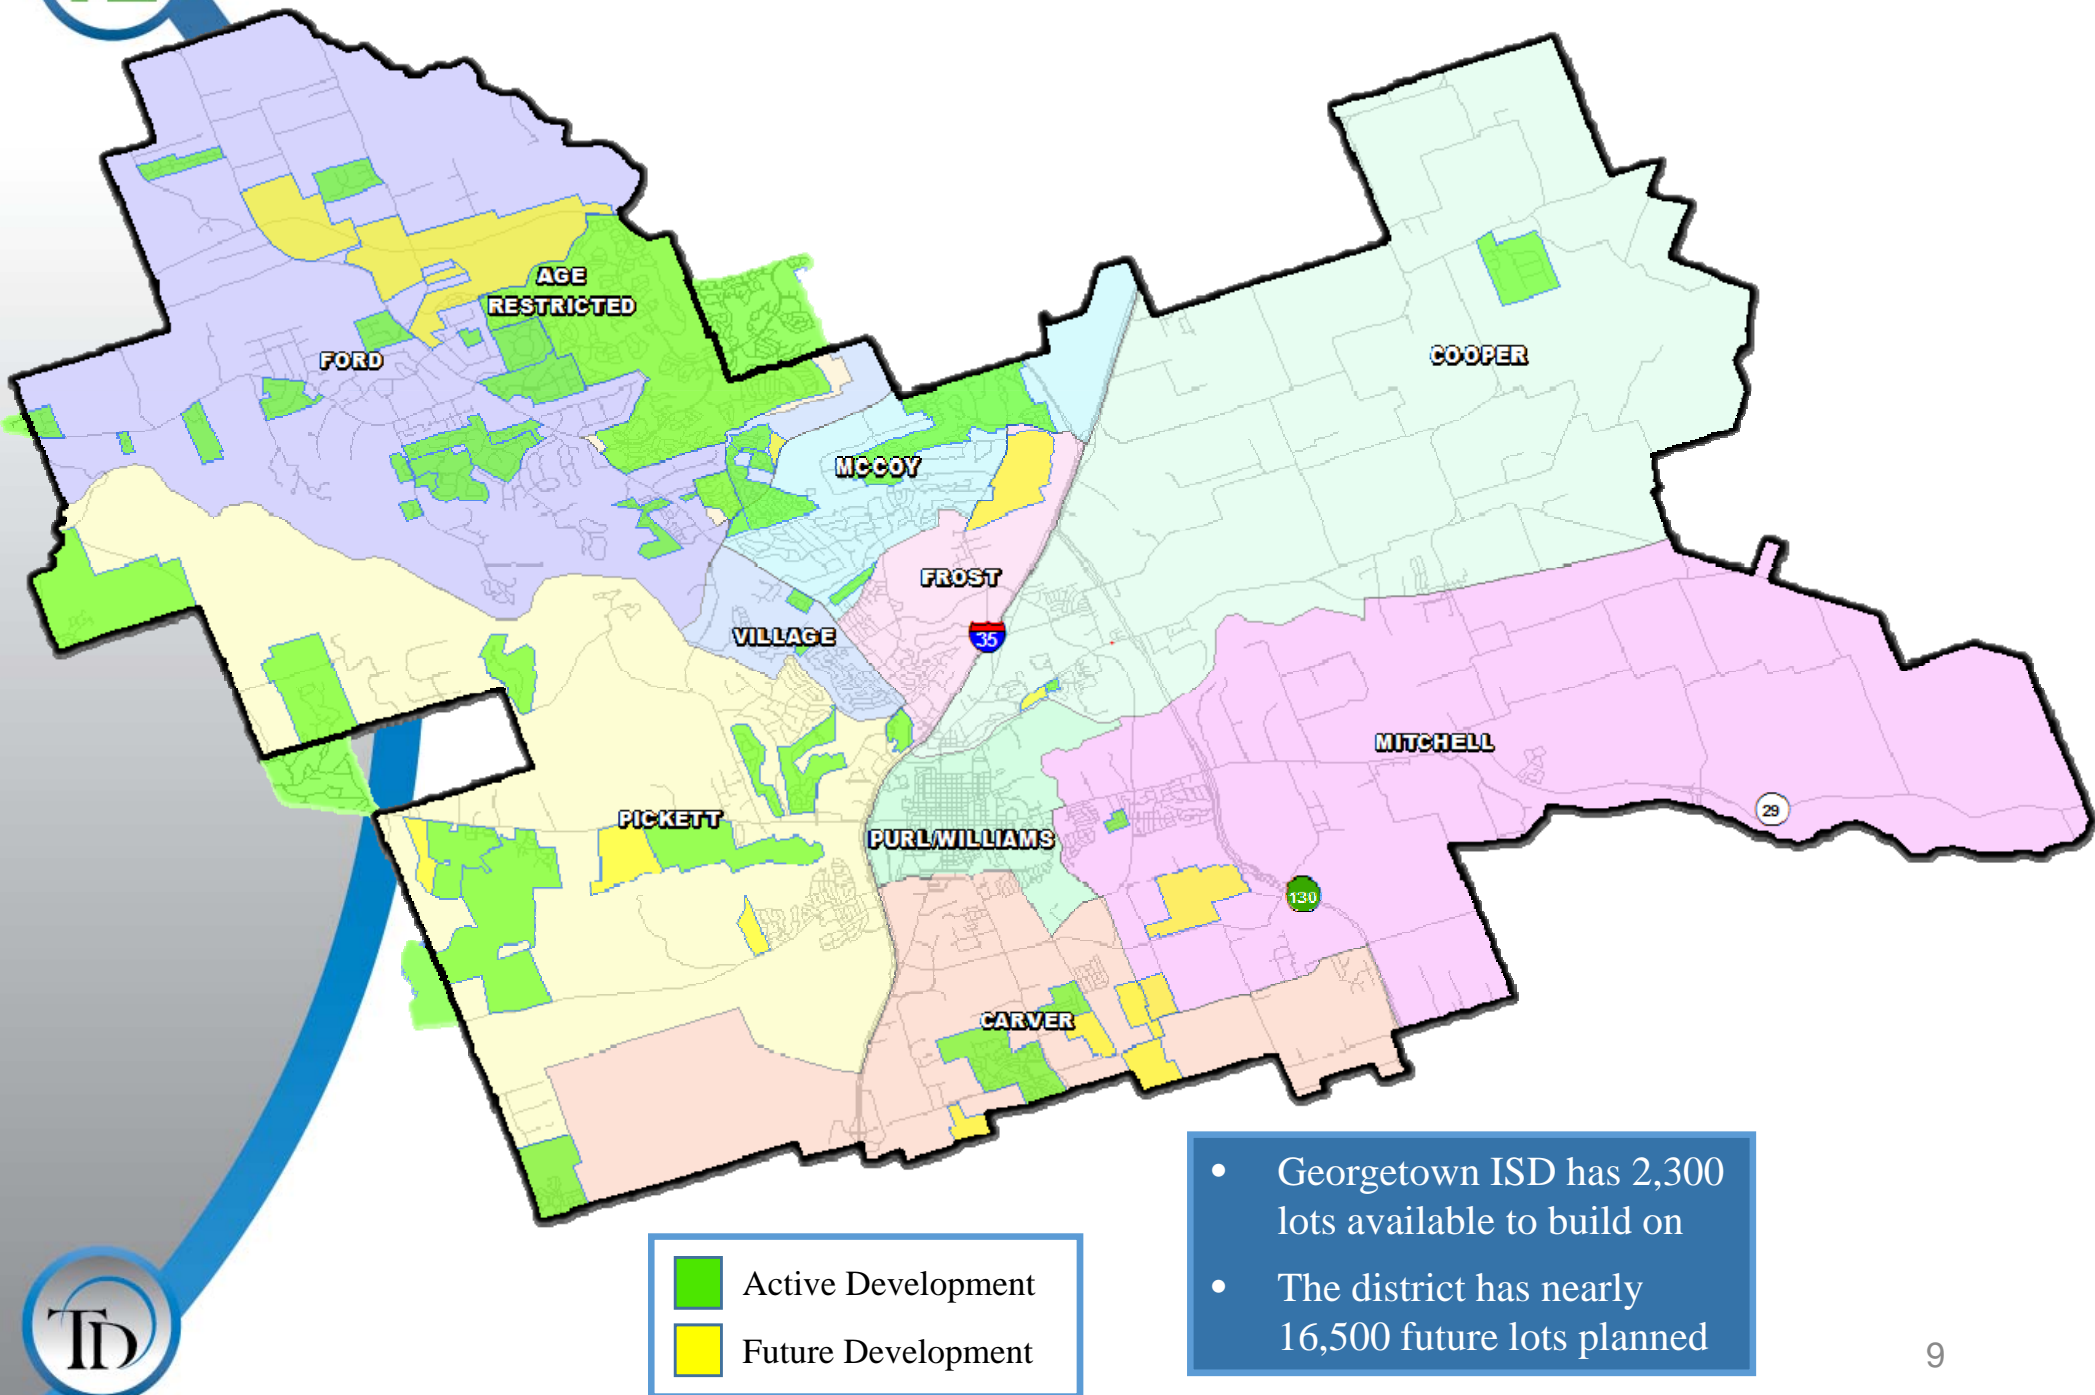 AGE
RESTRICTED
FORD
COOPER
MCCOY
FROST
35
VILLAGE
MITCHELL
29
PICKETT
PURL/WILLIAMS
130
CARVER
• Georgetown ISD has 2,300
lots available to build on
• The district has nearly
16,500 future lots planned
Active Development
Future Development
TD
9